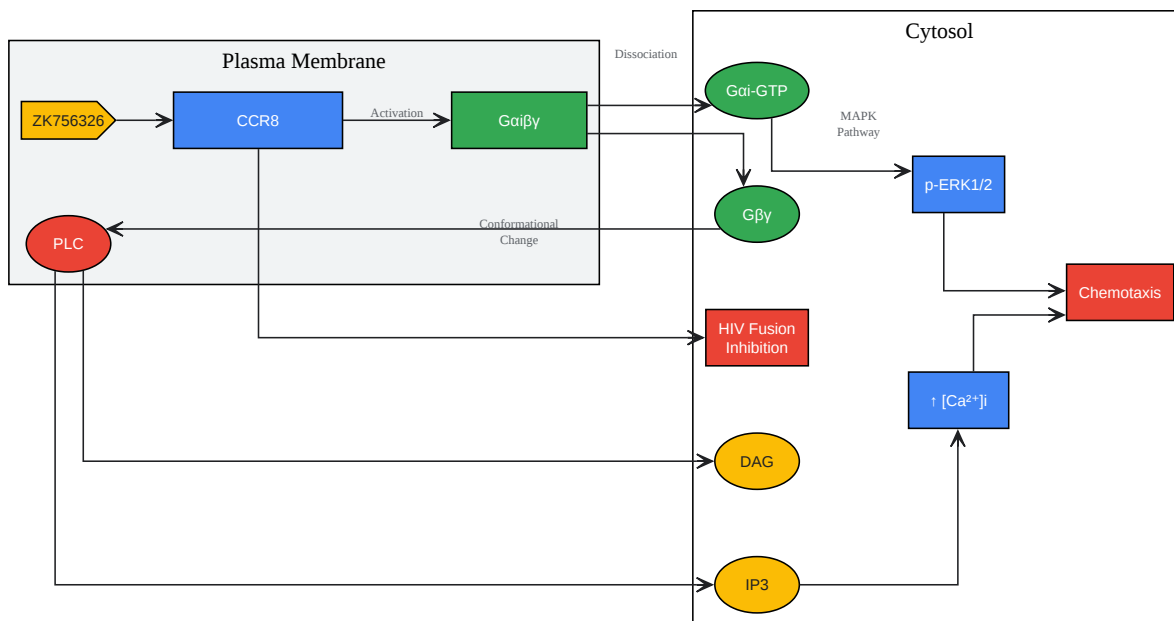 Cytosol
Plasma Membrane
Dissociation
ZK756326
CCR8
Activation
Gαiβγ
Gαi-GTP
MAPK
Pathway
p-ERK1/2
PLC
Conformational
Change
Gβγ
Chemotaxis
HIV Fusion
Inhibition
↑ [Ca²⁺]i
DAG
IP3